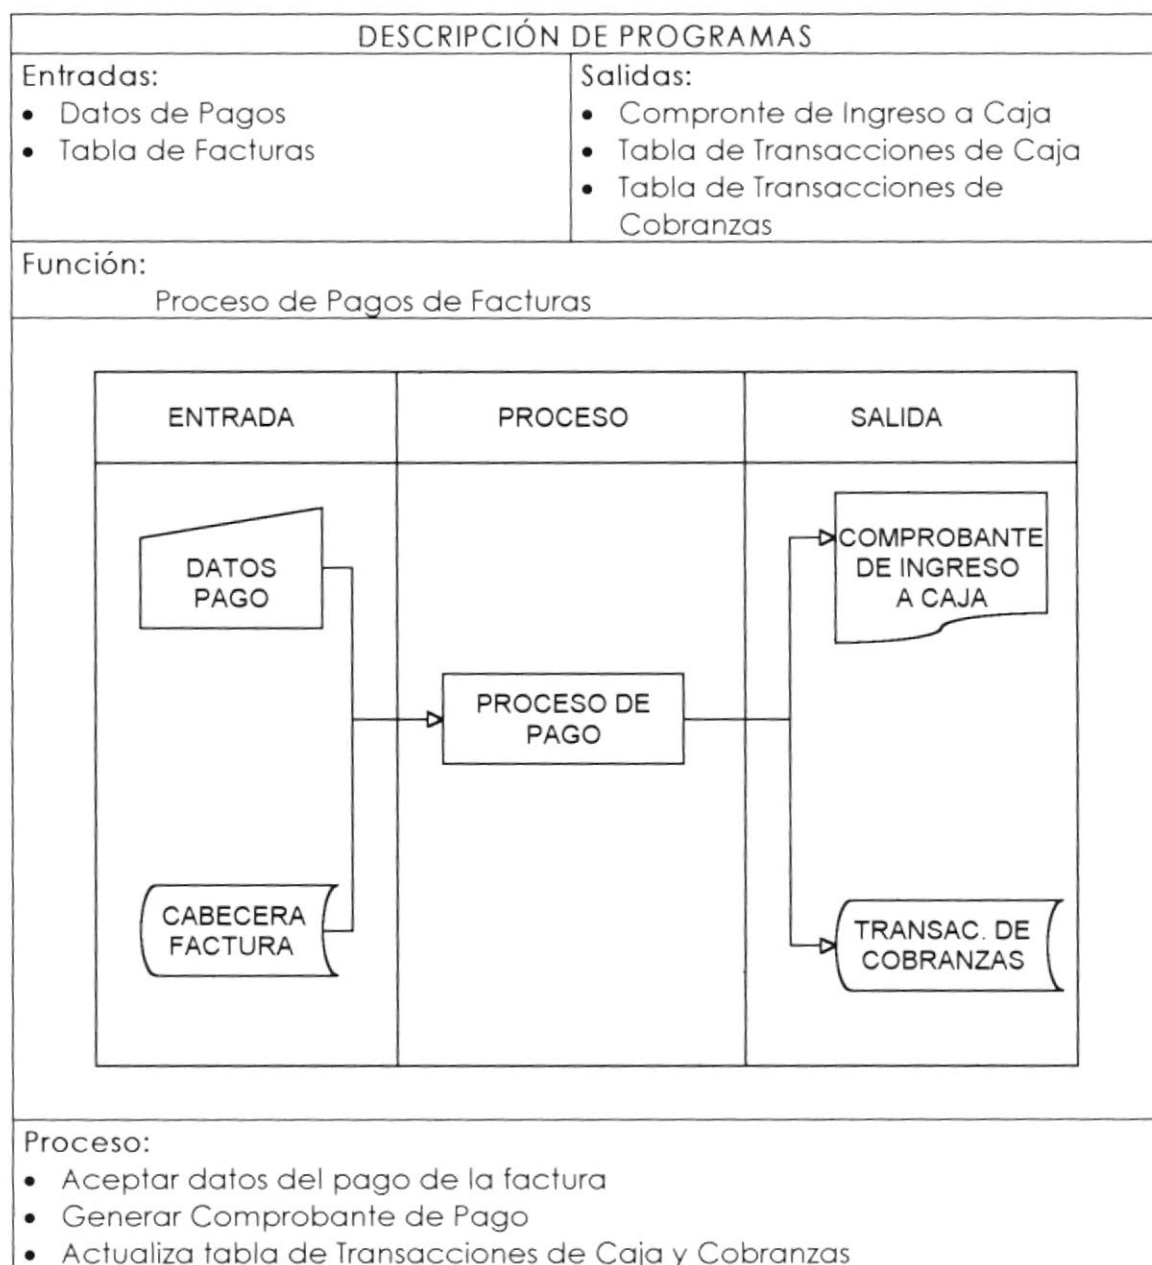 DESCRIPCIÓN DE PROGRAMAS
Entradas:
• Datos de Pagos
• Tabla de Facturas
Salidas:
• Compronte de Ingreso a Caja
• Tabla de Transacciones de Caja
• Tabla de Transacciones de
Cobranzas
Función:
Proceso de Pagos de Facturas
ENTRADA
PROCESO
SALIDA
DATOS
PAGO
COMPROBANTE
DE INGRESO
A CAJA
PROCESO DE
PAGO
CABECERA
FACTURA
TRANSAC. DE
COBRANZAS
Proceso:
• Aceptar datos del pago de la factura
• Generar Comprobante de Pago
• Actualiza tabla de Transacciones de Caja y Cobranzas